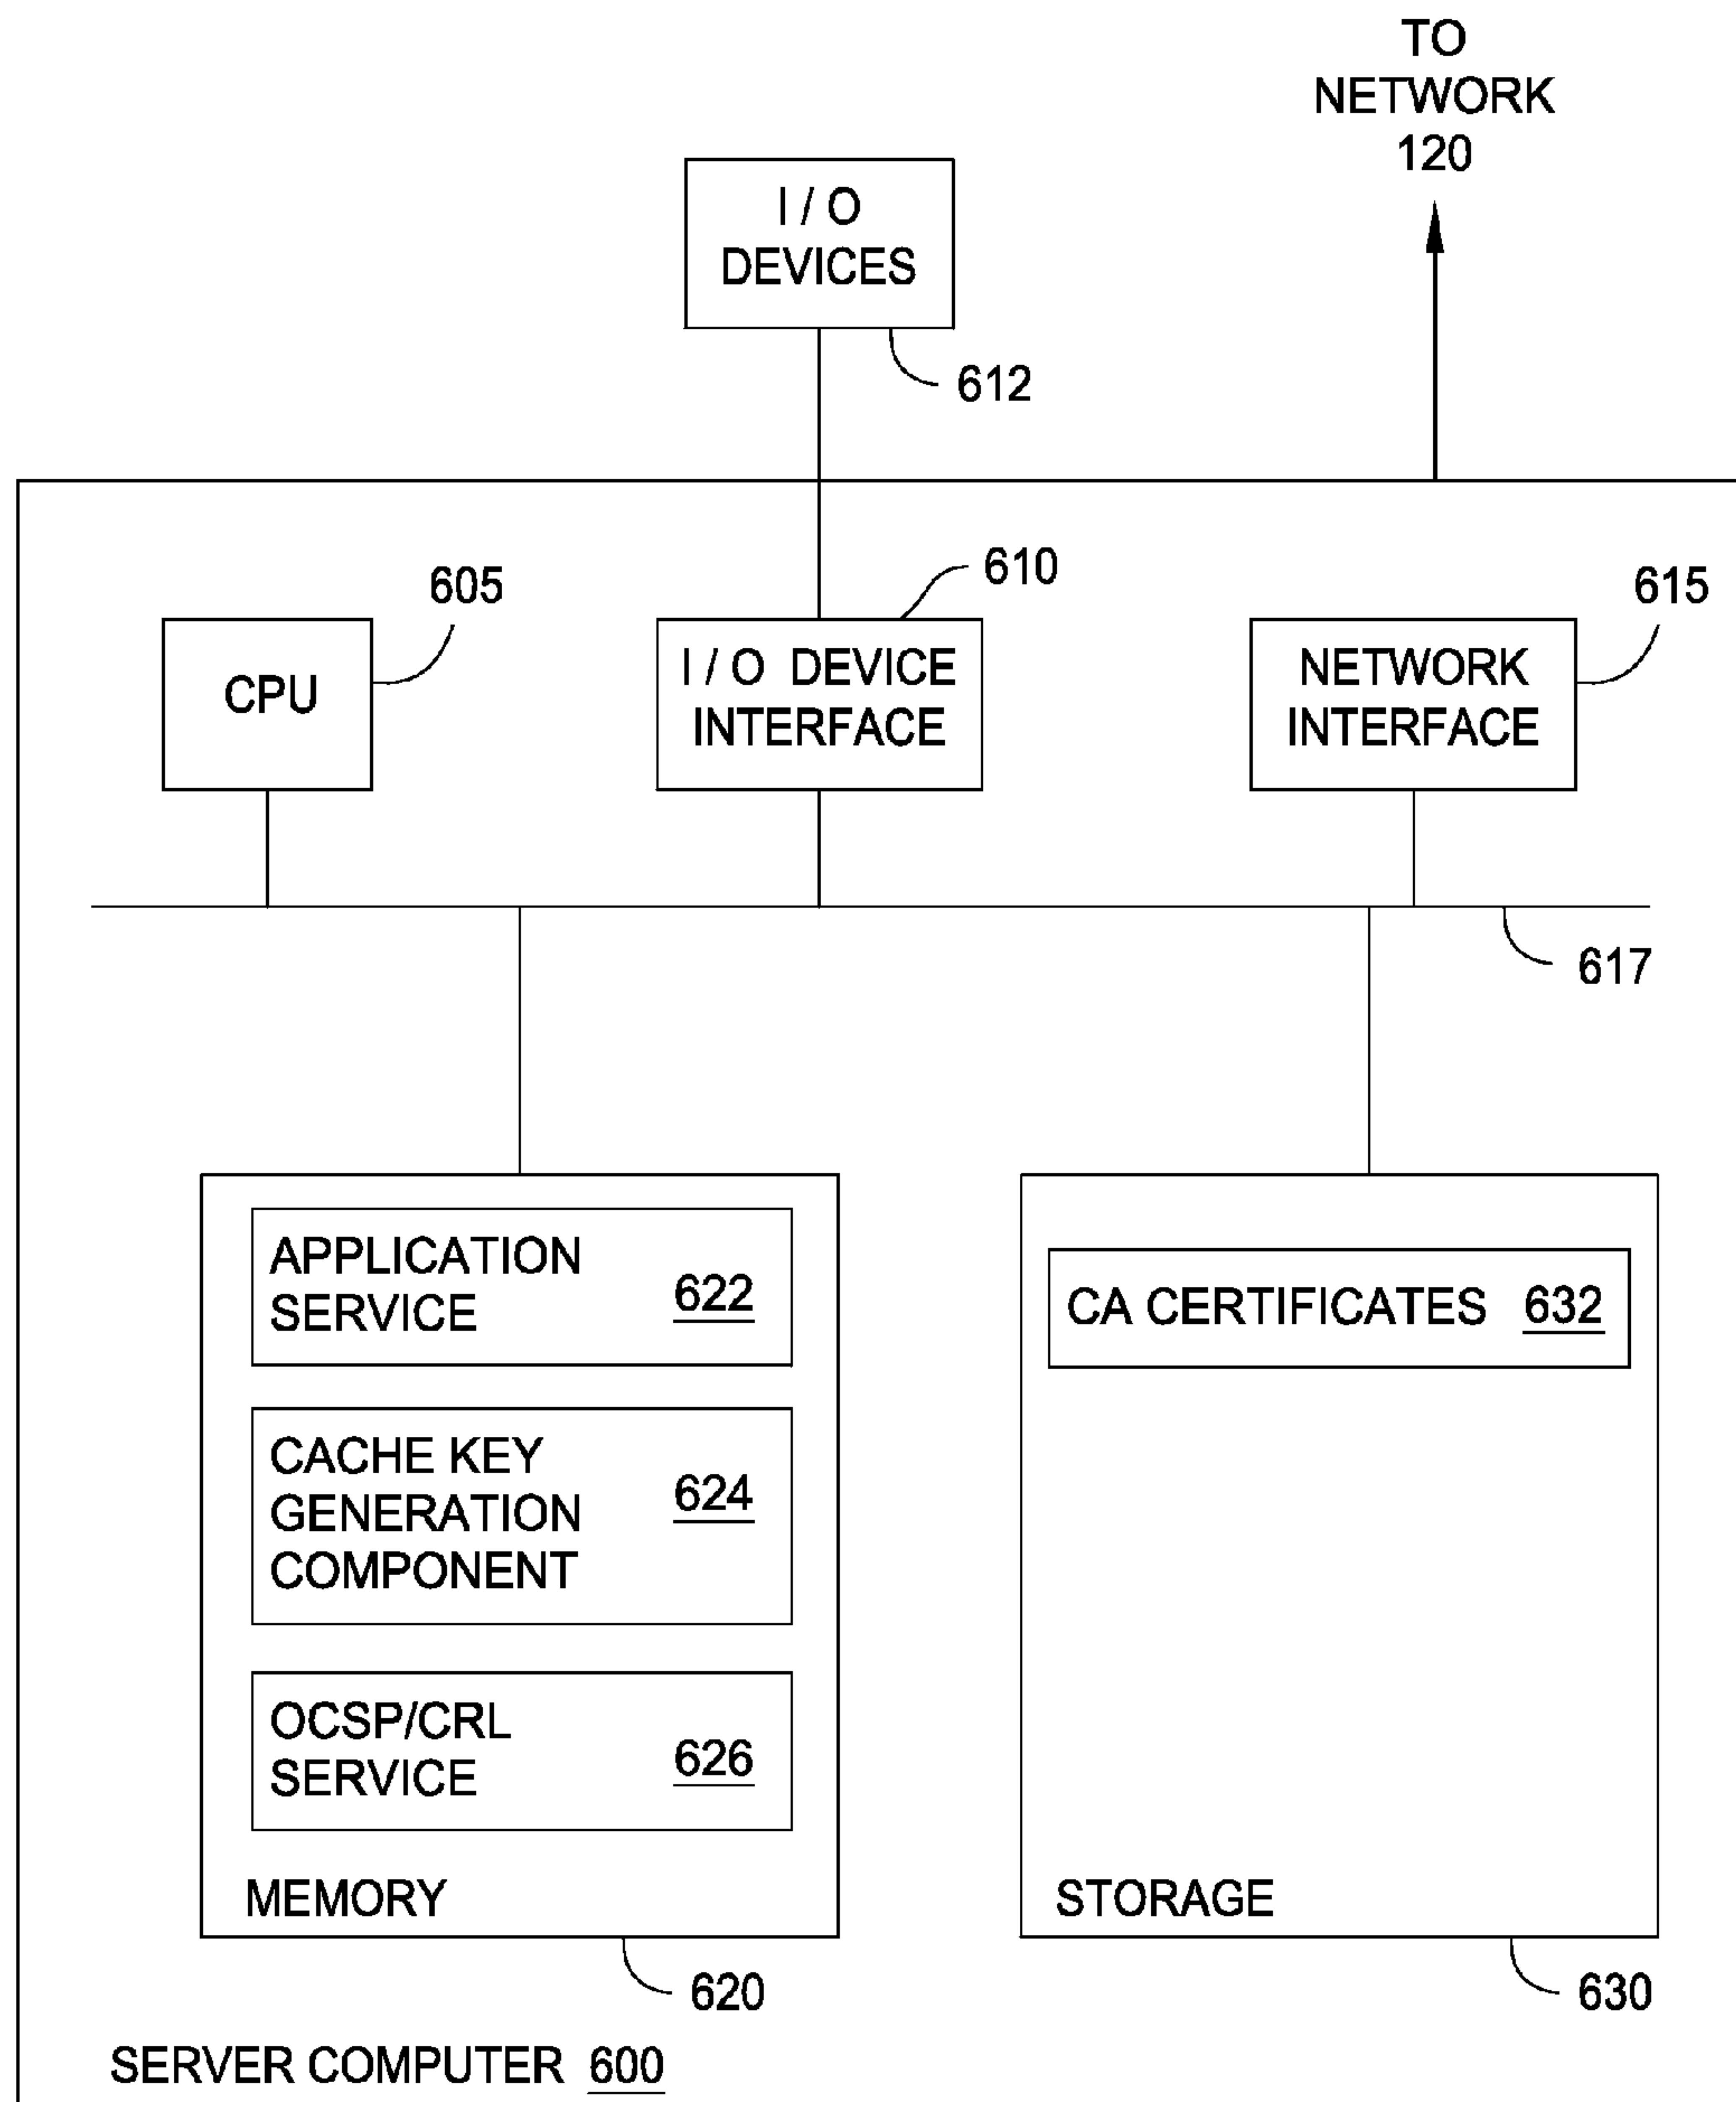 TO
NETWORK
120
I / O
DEVICES
612
605
610
615
CPU
I / O DEVICE
INTERFACE
NETWORK
INTERFACE
617
APPLICATION
SERVICE
622
CACHE KEY
GENERATION
COMPONENT
624
OCSP/CRL
SERVICE
626
MEMORY
620
CA CERTIFICATES 632
STORAGE
630
SERVER COMPUTER 600